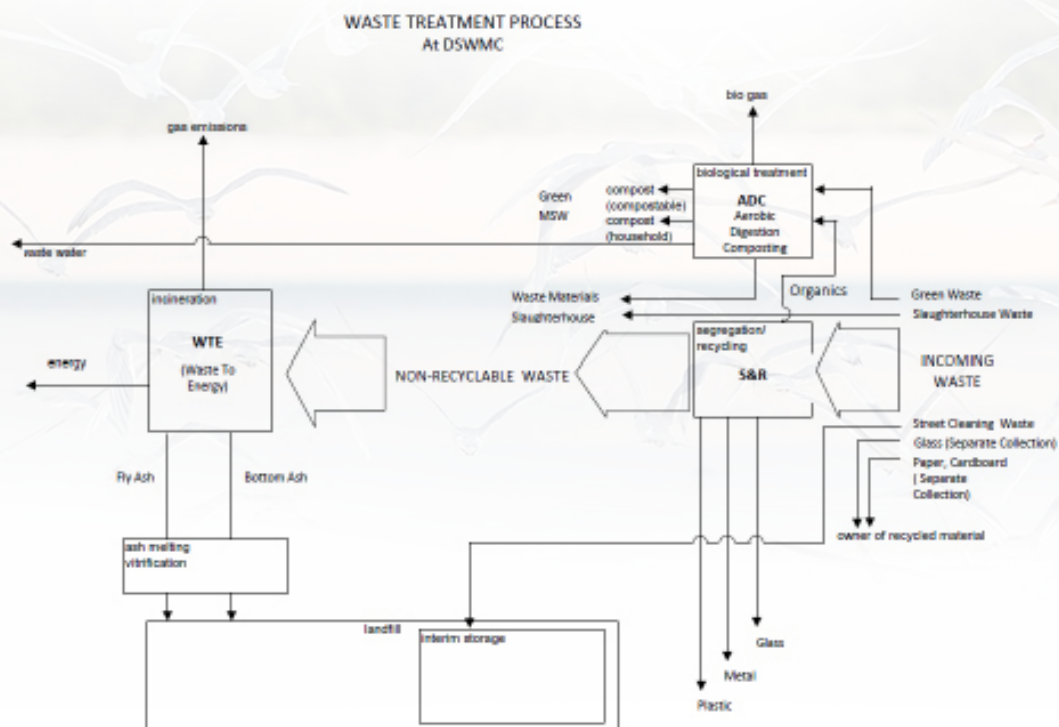 WASTE TREATMENT PROCESS
At DSWMC
bio gas
gas emissions
biological treatment
ADC
Aerobic
Digestion
Composting
Green
MSW
compost
(compostable)
compost
(household)
waste water
Organics
incineration
WTE
(Waste To
Energy)
energy
Waste Materials
Slaughterhouse
Green Waste
Slaughterhouse Waste
segregation/
recycling
S&R
NON-RECYCLABLE WASTE
INCOMING
WASTE
Street Cleaning Waste
Glass (Separate Collection)
Paper, Cardboard
( Separate
Collection)
owner of recycled material
Fly Ash
Bottom Ash
ash melting
vitrification
landfill
interim storage
Glass
Metal
Plastic